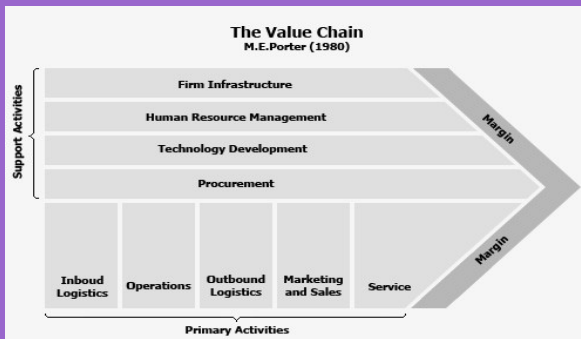 The Value Chain
M.E.Porter (1980)
Support Activities
Firm Infrastructure
Human Resource Management
Technology Development
Procurement
Margin
Margin
Inboud
Logistics
Operations
Outbound
Logistics
Marketing
and Sales
Service
Primary Activities